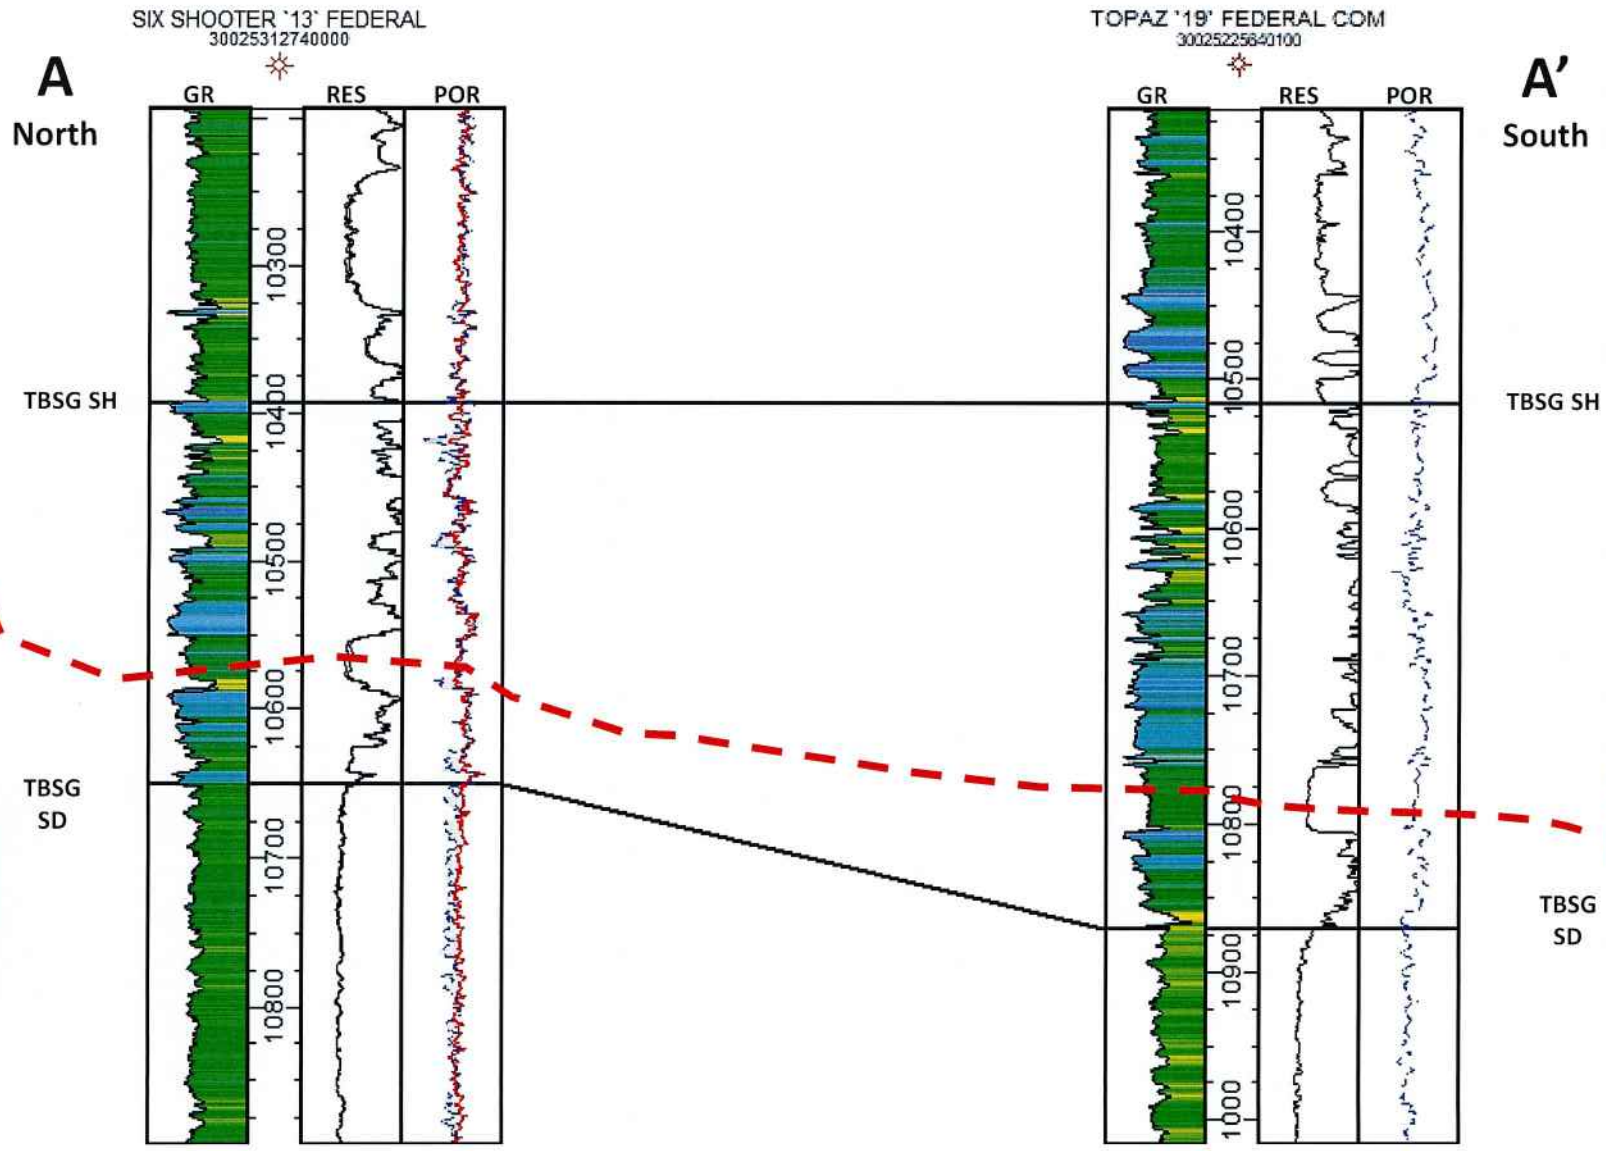 SIX SHOOTER `13` FEDERAL
30025312740000
TOPAZ `19` FEDERAL COM
30025225640100
A
A’
North
South
GR
RES
POR
GR
RES
POR
10300
10400
10500
10600
10700
10800
10400
10500
10600
10700
10800
10900
1000
TBSG SH
TBSG SH
TBSG
SD
TBSG
SD